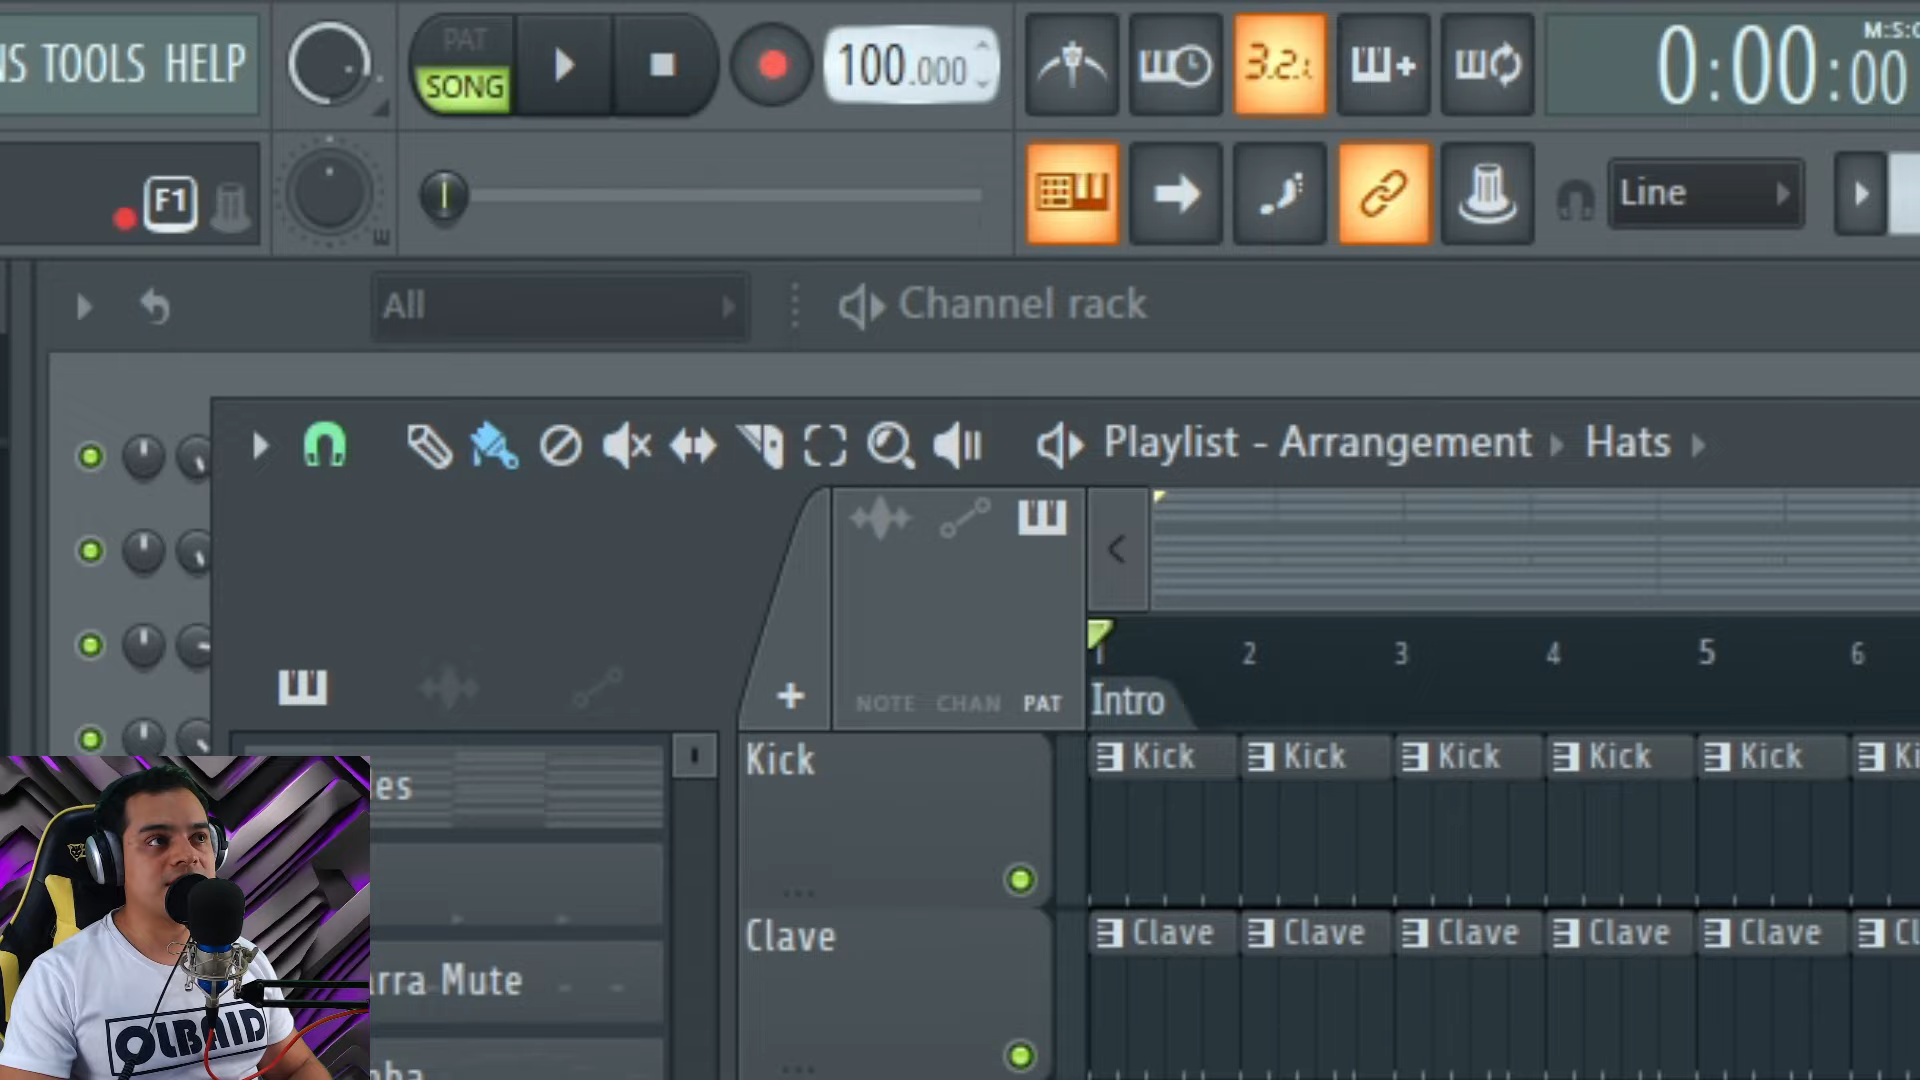 TOOLS HELP
PAT
SONG
100.000
3.2.
M:S:C
0:00:00
F1
Line
All
Channel rack
Playlist - Arrangement
Hats
NOTE CHAN PAT
1 2 3 4 5 6
Intro
Kick
Kick Kick Kick Kick Kick
Clave
Clave Clave Clave Clave Clave
Mute
OLBAID